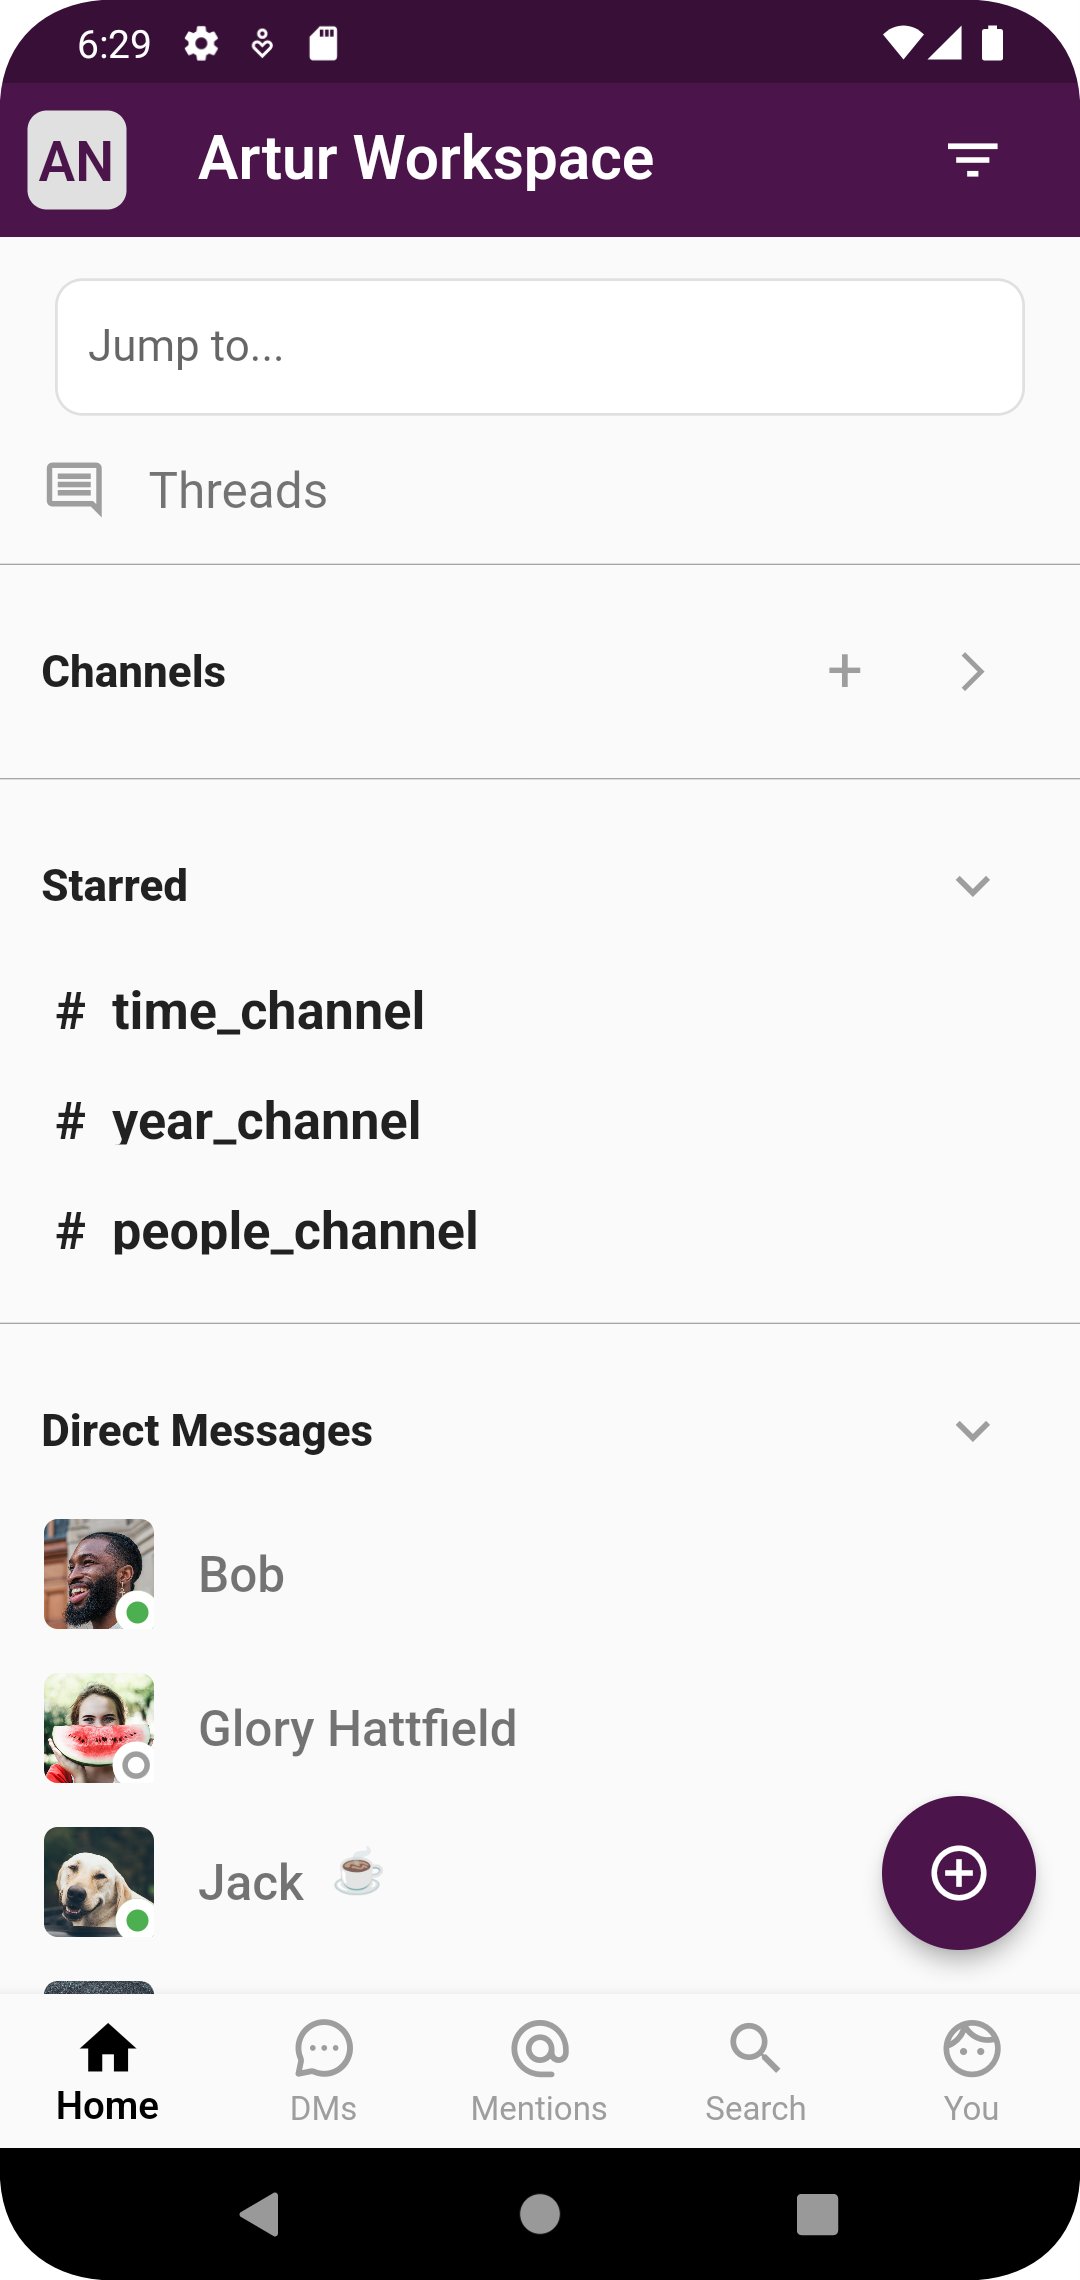 6:29
AN
Artur Workspace
Jump to...
Threads
Channels
Starred
# time_channel
# year_channel
# people_channel
Direct Messages
Bob
Glory Hattfield
Jack ☕
Home
DMs
Mentions
Search
You